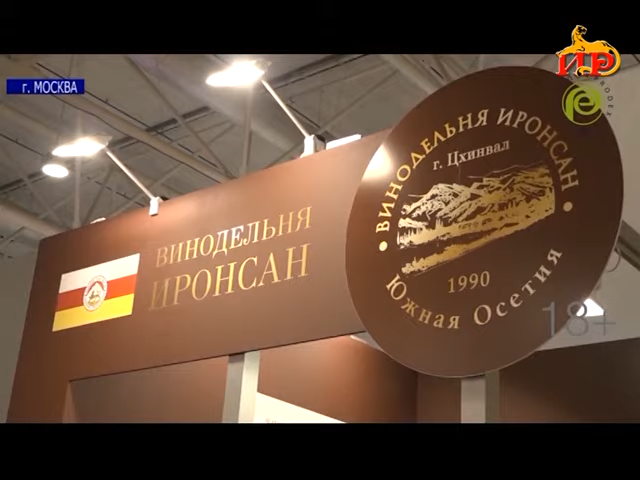 г. МОСКВА
ИР
ВИНОДЕЛЬНЯ
ИРОНСАН
ВИНОДЕЛЬНЯ ИРОНСАН
г. Цхинвал
1990
Южная Осетия
18+